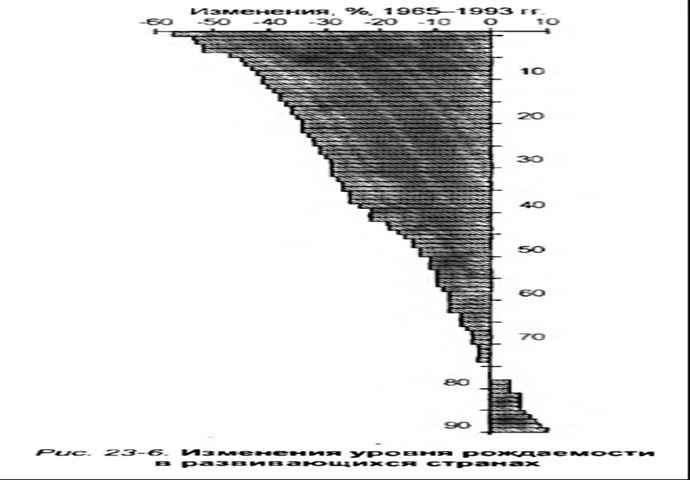 Изменения, %, 1965–1993 гг.
-60 -50 -40 -30 -20 -10 0 10
10
20
30
40
50
60
70
80
90
Рис. 23-6. Изменения уровня рождаемости
в развивающихся странах